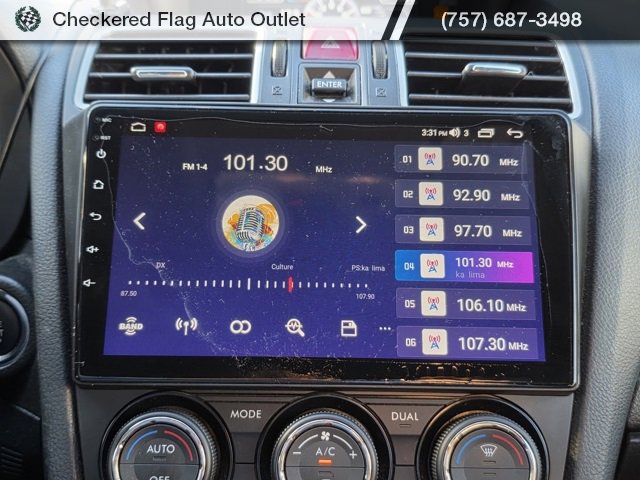 Checkered Flag Auto Outlet
(757) 687-3498
ENTER
MIC
RST
3:31 PM 3
FM 1-4 101.30 MHz
DX Culture PS:ka lima
87.50 107.90
BAND
01 90.70 MHz
02 92.90 MHz
03 97.70 MHz
04 101.30 MHz
ka lima
05 106.10 MHz
06 107.30 MHz
MODE DUAL
AUTO
OFF
A/C